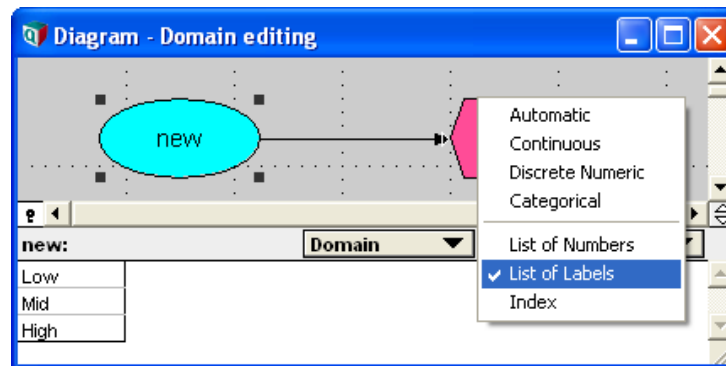 Diagram - Domain editing
new
Automatic
Continuous
Discrete Numeric
Categorical
List of Numbers
List of Labels
Index
?
new:
Domain
Low
Mid
High